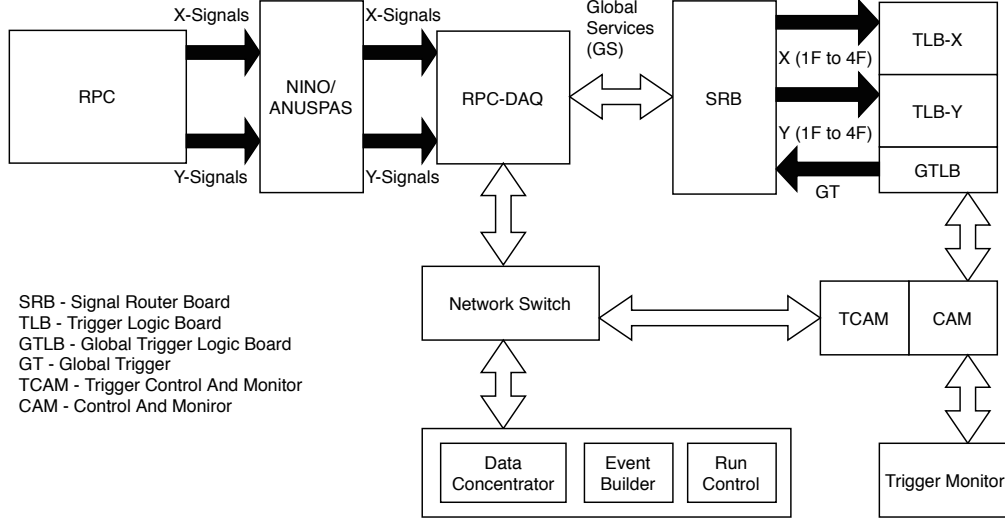 X-Signals
X-Signals
Global
Services
(GS)
RPC
NINO/
ANUSPAS
RPC-DAQ
SRB
TLB-X
X (1F to 4F)
TLB-Y
Y (1F to 4F)
GTLB
Y-Signals
Y-Signals
GT
SRB - Signal Router Board
TLB - Trigger Logic Board
GTLB - Global Trigger Logic Board
GT - Global Trigger
TCAM - Trigger Control And Monitor
CAM - Control And Moniror
Network Switch
TCAM
CAM
Data
Concentrator
Event
Builder
Run
Control
Trigger Monitor